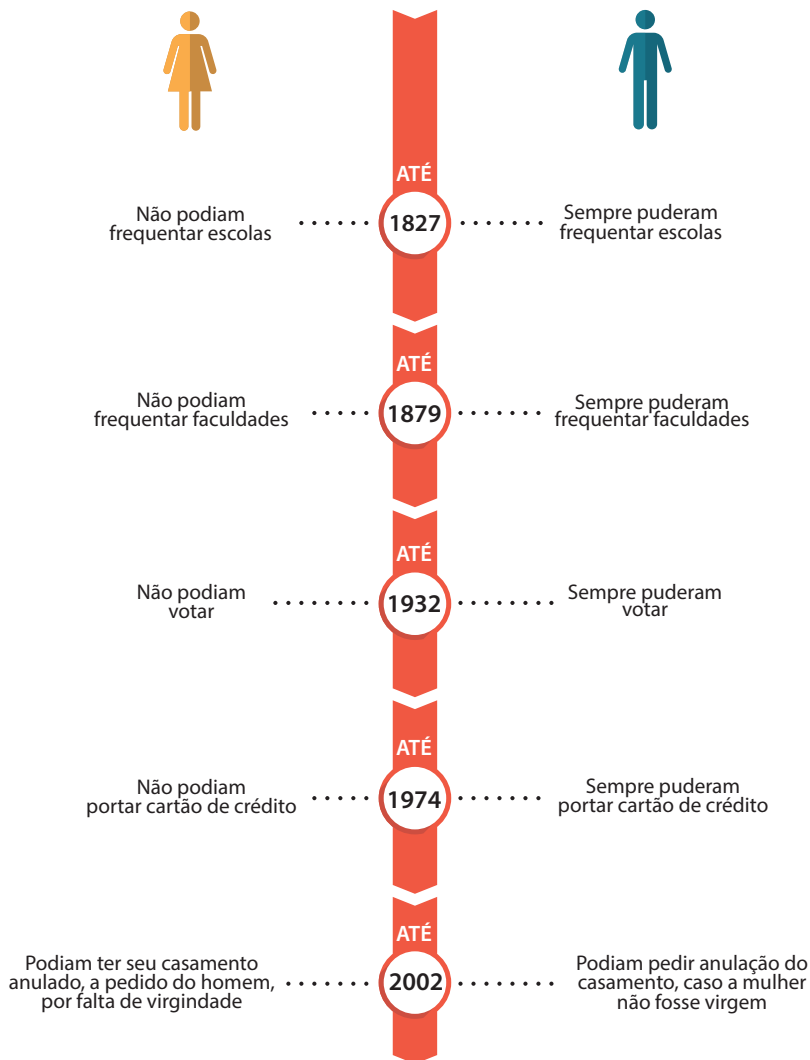 ATÉ
Não podiam
frequentar escolas
1827
Sempre puderam
frequentar escolas
ATÉ
Não podiam
frequentar faculdades
1879
Sempre puderam
frequentar faculdades
ATÉ
Não podiam
votar
1932
Sempre puderam
votar
ATÉ
Não podiam
portar cartão de crédito
1974
Sempre puderam
portar cartão de crédito
ATÉ
Podiam ter seu casamento
anulado, a pedido do homem,
por falta de virgindade
2002
Podiam pedir anulação do
casamento, caso a mulher
não fosse virgem